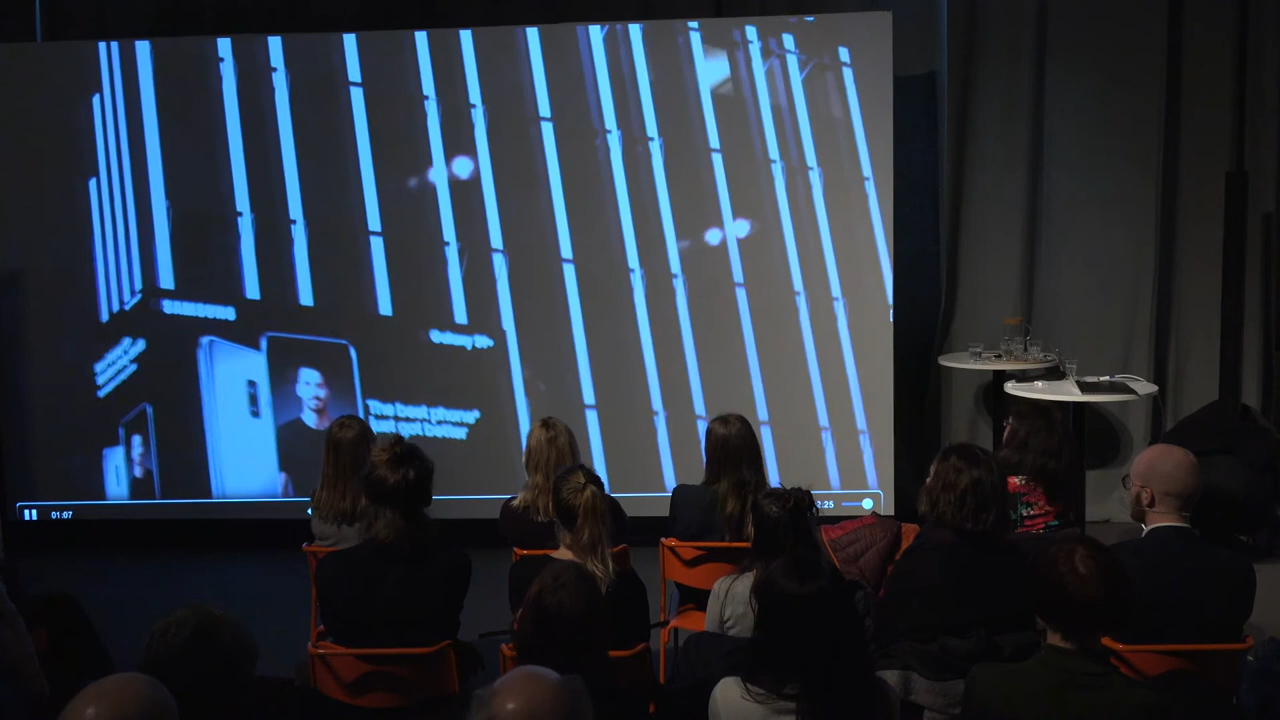 SAMSUNG
Galaxy S9+
The best phone*
just got better
01:07
2:25